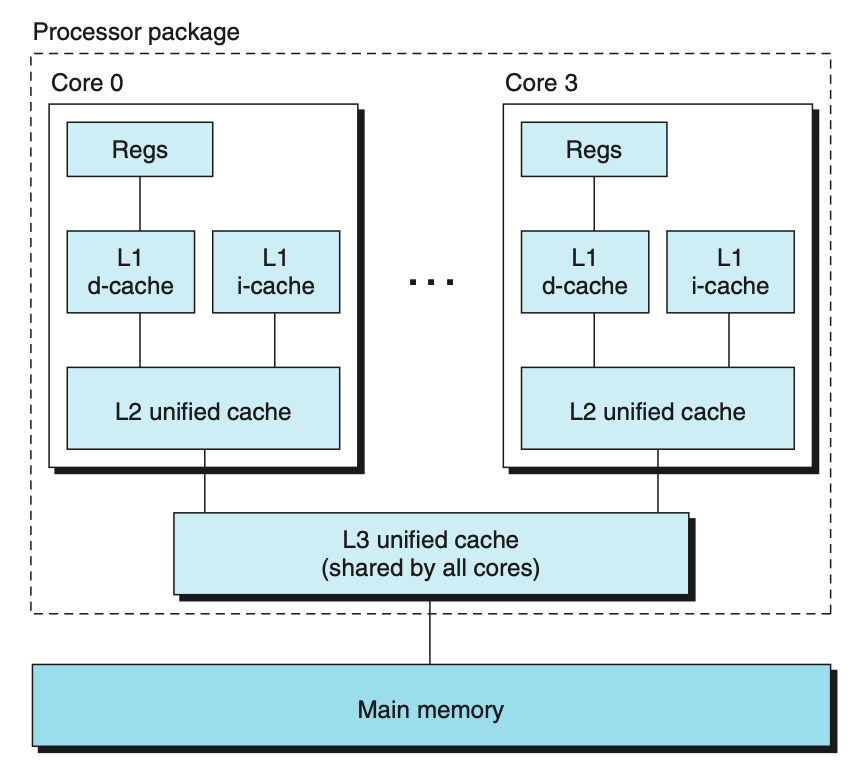 Processor package
Core 0
Core 3
Regs
Regs
L1
d-cache
L1
i-cache
...
L1
d-cache
L1
i-cache
L2 unified cache
L2 unified cache
L3 unified cache
(shared by all cores)
Main memory